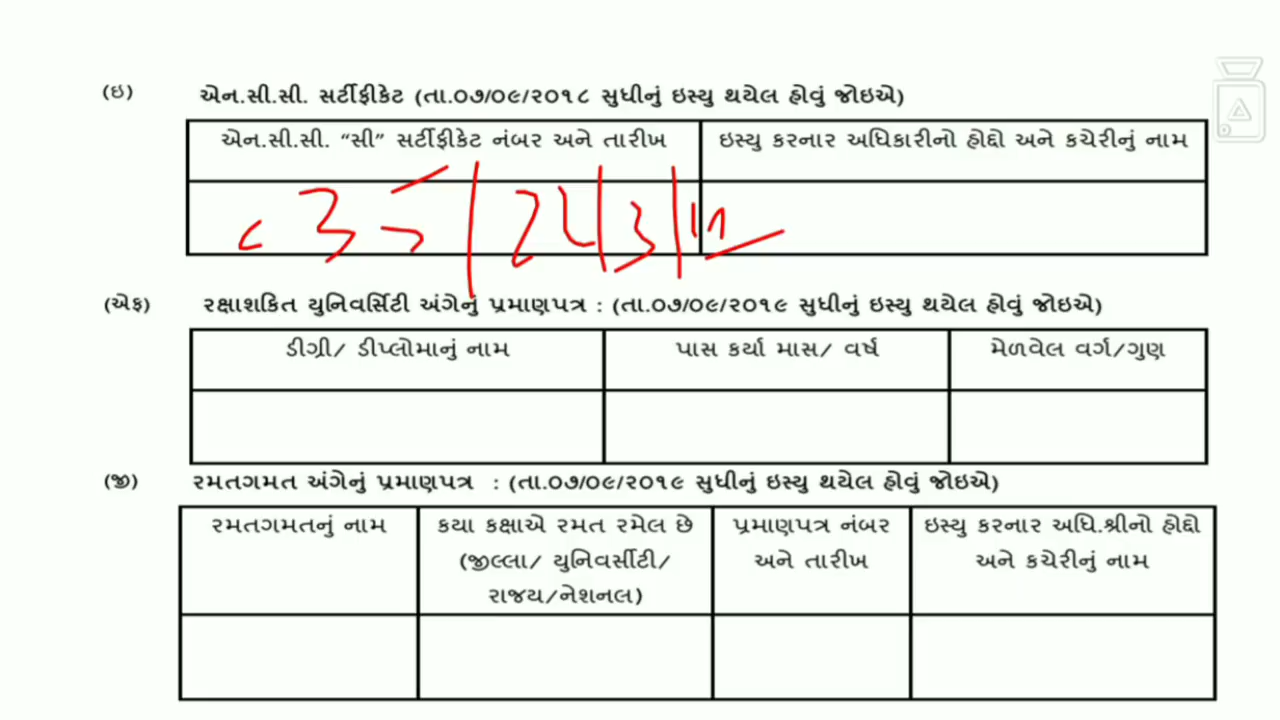 (ઇ) એન.સી.સી. સર્ટીફીકેટ (તા.૦૭/૦૯/૨૦૧૮ સુધીનું ઇસ્યુ થયેલ હોવું જોઇએ)
એન.સી.સી. “સી” સર્ટીફીકેટ નંબર અને તારીખ ઇસ્યુ કરનાર અધિકારીનો હોદ્દો અને કચેરીનું નામ
(એફ) રક્ષાશકિત યુનિવર્સિટી અંગેનું પ્રમાણપત્ર : (તા.૦૭/૦૯/૨૦૧૯ સુધીનું ઇસ્યુ થયેલ હોવું જોઇએ)
ડીગ્રી/ ડીપ્લોમાનું નામ પાસ કર્યા માસ/ વર્ષ મેળવેલ વર્ગ/ગુણ
(જી) રમતગમત અંગેનું પ્રમાણપત્ર : (તા.૦૭/૦૯/૨૦૧૯ સુધીનું ઇસ્યુ થયેલ હોવું જોઇએ)
રમતગમતનું નામ કયા કક્ષાએ રમત રમેલ છે પ્રમાણપત્ર નંબર ઇસ્યુ કરનાર અધિ.શ્રીનો હોદ્દો
(જીલ્લા/ યુનિવર્સીટી/ અને તારીખ અને કચેરીનું નામ
રાજય/નેશનલ)